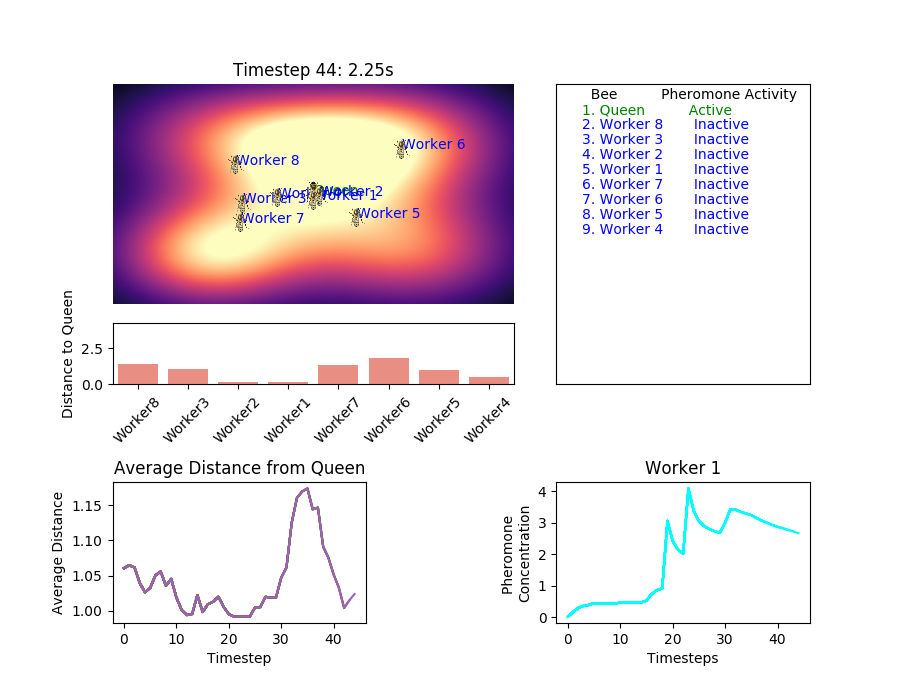 Timestep 44: 2.25s
Worker 6
Worker 8
Worker 2
Worker 1
Worker 3
Worker 5
Worker 7
Bee Pheromone Activity
1. Queen Active
2. Worker 8 Inactive
3. Worker 3 Inactive
4. Worker 2 Inactive
5. Worker 1 Inactive
6. Worker 7 Inactive
7. Worker 6 Inactive
8. Worker 5 Inactive
9. Worker 4 Inactive
Distance to Queen
2.5
0.0
Worker8
Worker3
Worker2
Worker1
Worker7
Worker6
Worker5
Worker4
Average Distance from Queen
Average Distance
1.15
1.10
1.05
1.00
0 10 20 30 40
Timestep
Worker 1
Pheromone
Concentration
4
3
2
1
0
0 10 20 30 40
Timesteps